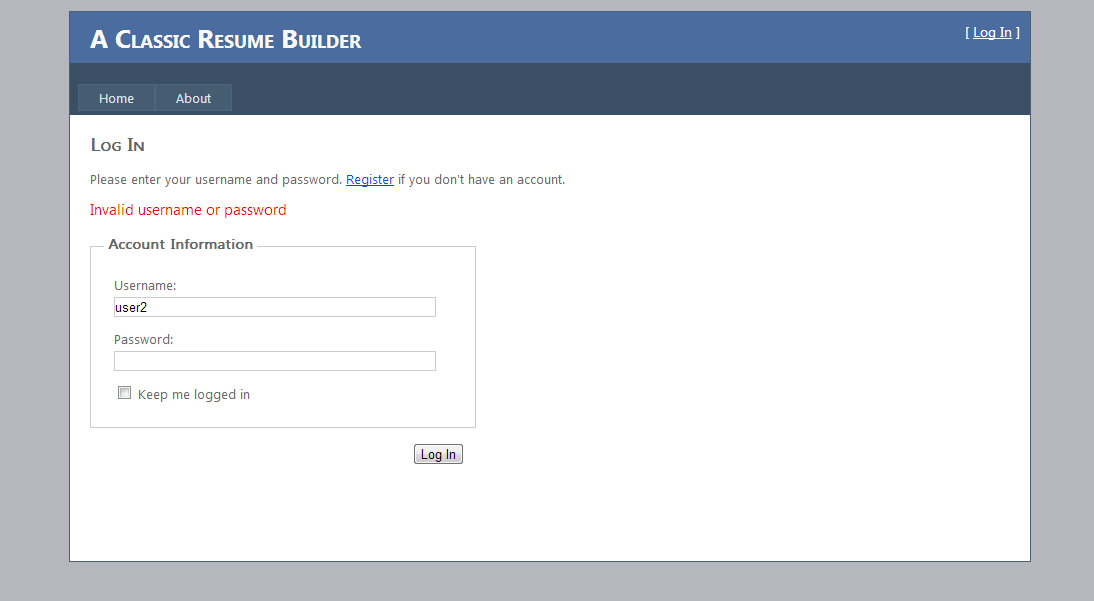 A Classic Resume Builder
[ Log In ]
Home
About
Log In
Please enter your username and password. Register if you don't have an account.
Invalid username or password
Account Information
Username:
user2
Password:
Keep me logged in
Log In